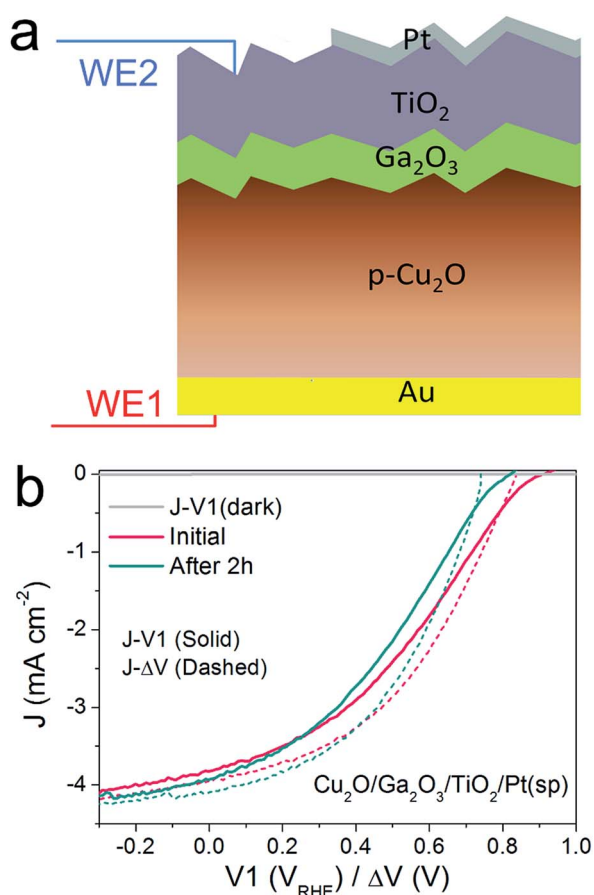 a
WE2
Pt
TiO₂
Ga₂O₃
p-Cu₂O
WE1
Au
b
J-V1(dark)
Initial
After 2h
J-V1 (Solid)
J-ΔV (Dashed)
Cu₂O/Ga₂O₃/TiO₂/Pt(sp)
J (mA cm⁻²)
0
-1
-2
-3
-4
-0.2 0.0 0.2 0.4 0.6 0.8 1.0
V1 (V_RHE) / ΔV (V)